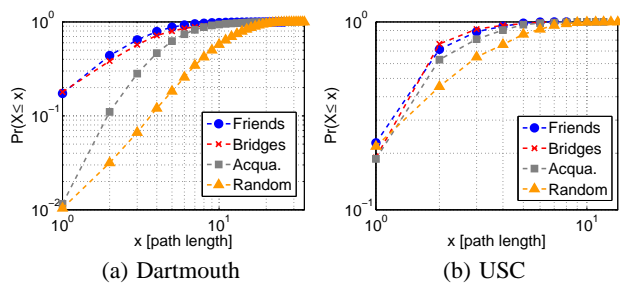 10^0
10^-1
10^-2
Pr(X≤ x)
Friends
Bridges
Acqua.
Random
10^0
10^1
x [path length]
(a) Dartmouth
10^0
10^-1
Pr(X≤ x)
Friends
Bridges
Acqua.
Random
10^0
10^1
x [path length]
(b) USC